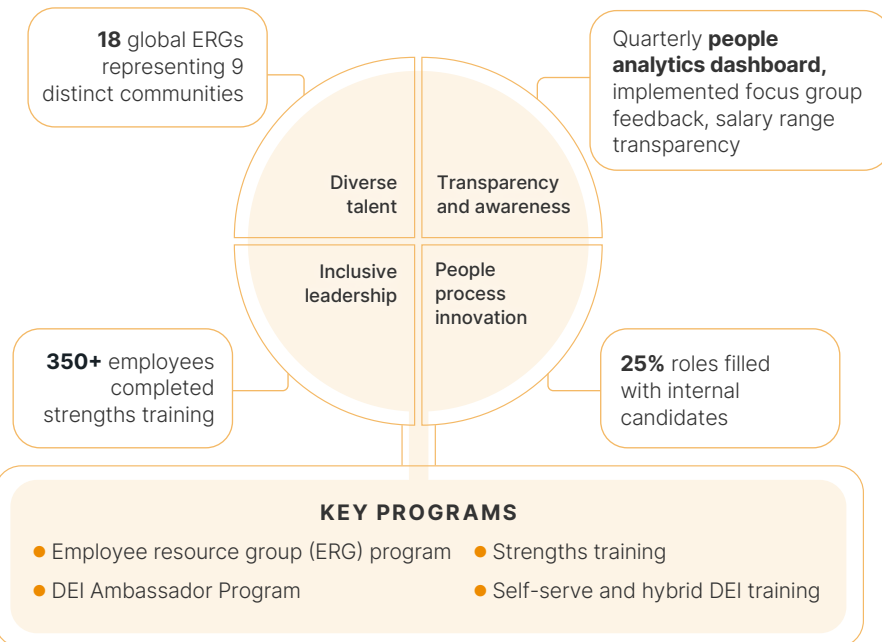 18 global ERGs
representing 9
distinct communities
Quarterly people
analytics dashboard,
implemented focus group
feedback, salary range
transparency
Diverse
talent
Transparency
and awareness
Inclusive
leadership
People
process
innovation
350+ employees
completed
strengths training
25% roles filled
with internal
candidates
KEY PROGRAMS
Employee resource group (ERG) program
DEI Ambassador Program
Strengths training
Self-serve and hybrid DEI training